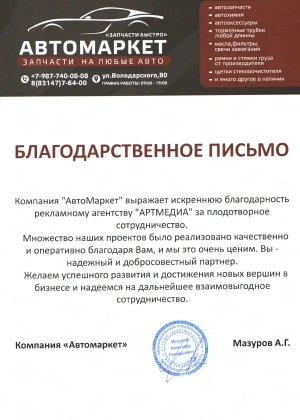 «ЗАПЧАСТИ БЫСТРО»
АВТОМАРКЕТ
ЗАПЧАСТИ НА ЛЮБЫЕ АВТО
+7-987-740-08-08
8(83147)7-64-00
ул.Володарского,80
ГРАФИК РАБОТЫ: 09:00 - 19:00
- автозапчасти
- автохимия
- автоаксессуары
- тормозные трубки
любой длинны
- масла,фильтры,
свечи зажигания
- ремни и стяжки груза
от производителя
- щетки стеклоочистителя
- и много другое в наличии
БЛАГОДАРСТВЕННОЕ ПИСЬМО
Компания "АвтоМаркет" выражает искреннюю благодарность
рекламному агентству "АРТМЕДИА" за плодотворное
сотрудничество.
Множество наших проектов было реализовано качественно
и оперативно благодаря Вам, и мы это очень ценим. Вы -
надежный и добросовестный партнер.
Желаем успешного развития и достижения новых вершин в
бизнесе и надеемся на дальнейшее взаимовыгодное
сотрудничество.
Компания «Автомаркет»
Мазуров
Александр
Мазуров А.Г.